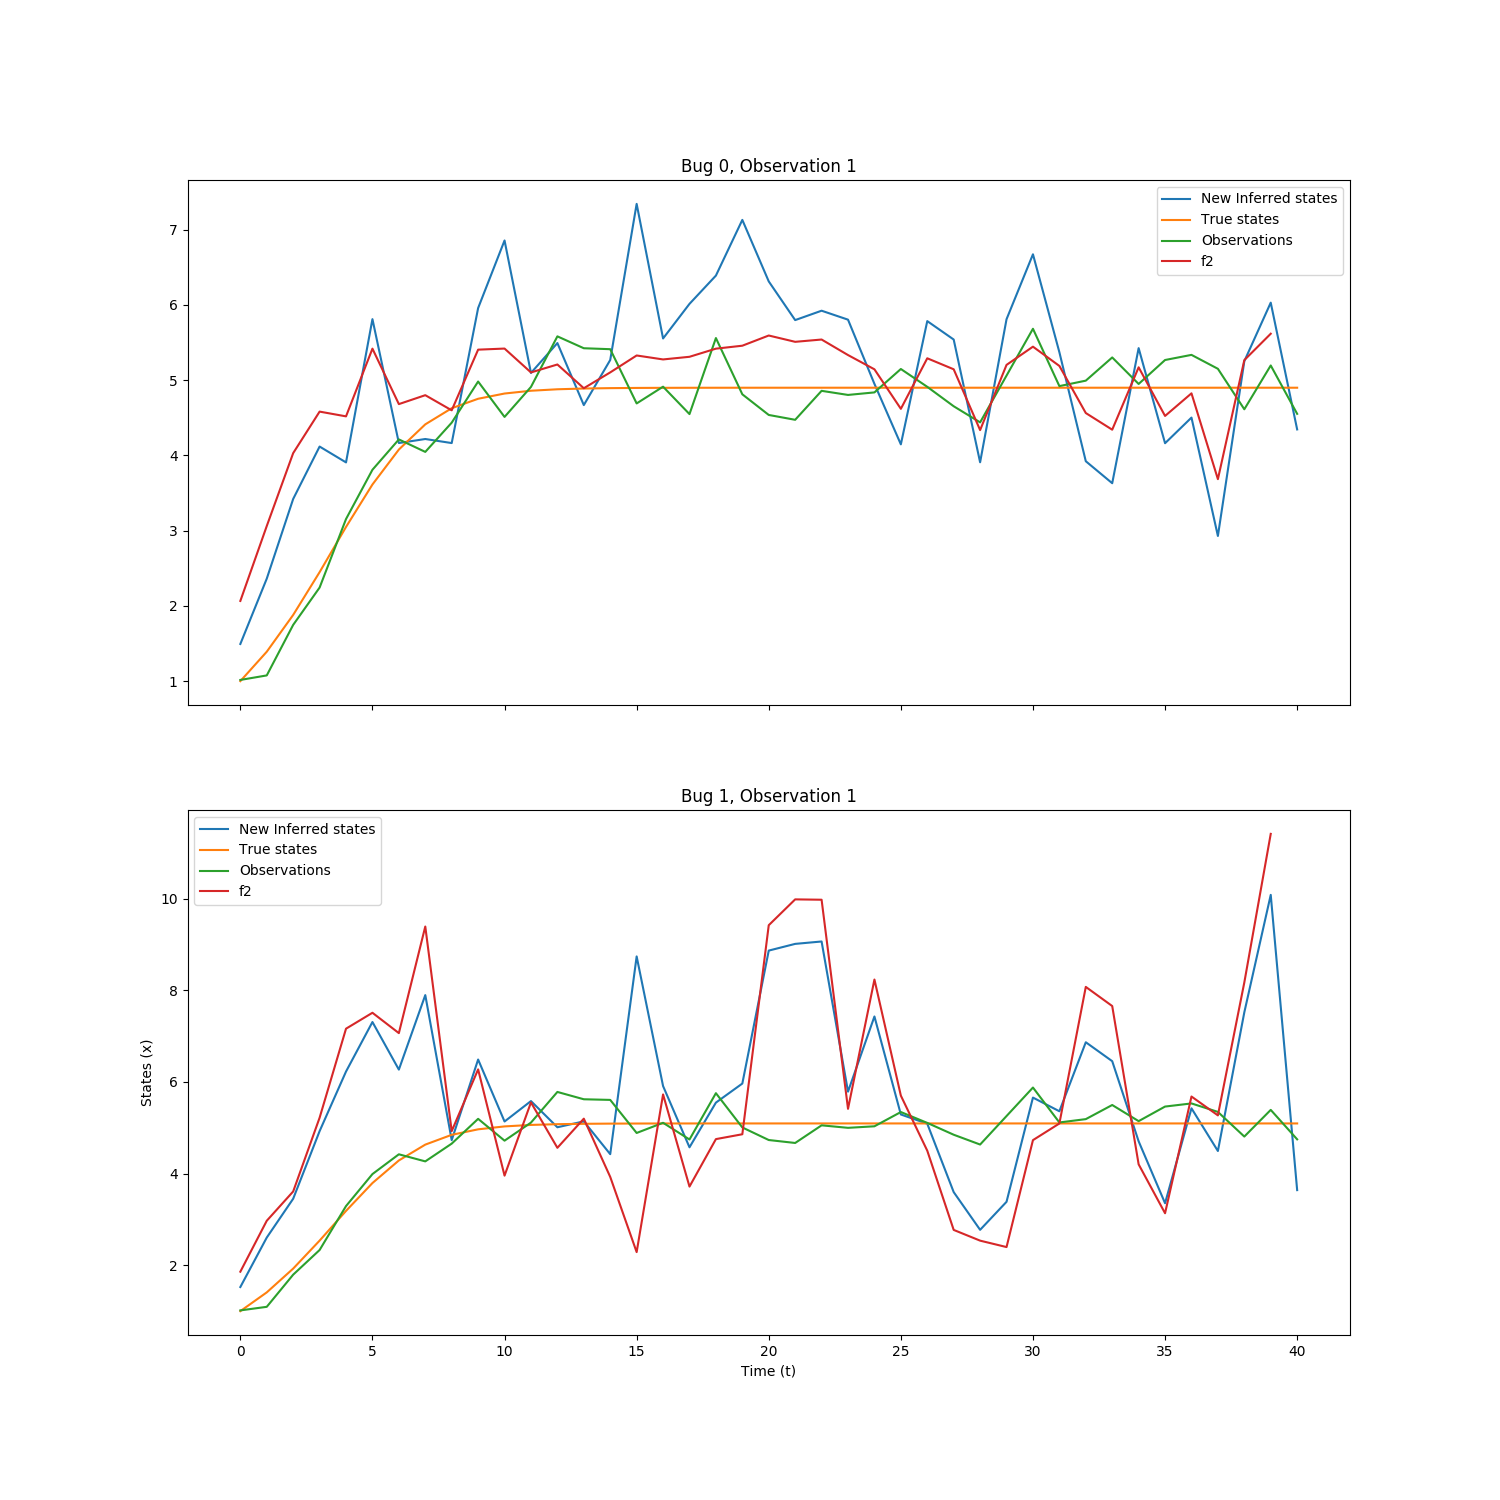 Bug 0, Observation 1
New Inferred states
True states
Observations
f2
7
6
5
4
3
2
1
Bug 1, Observation 1
New Inferred states
True states
Observations
f2
10
8
6
4
2
States (x)
0 5 10 15 20 25 30 35 40
Time (t)